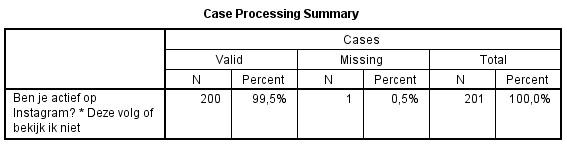 Case Processing Summary
Cases
Valid Missing Total
N Percent N Percent N Percent
Ben je actief op
Instagram? * Deze volg of
bekijk ik niet
200 99,5% 1 0,5% 201 100,0%